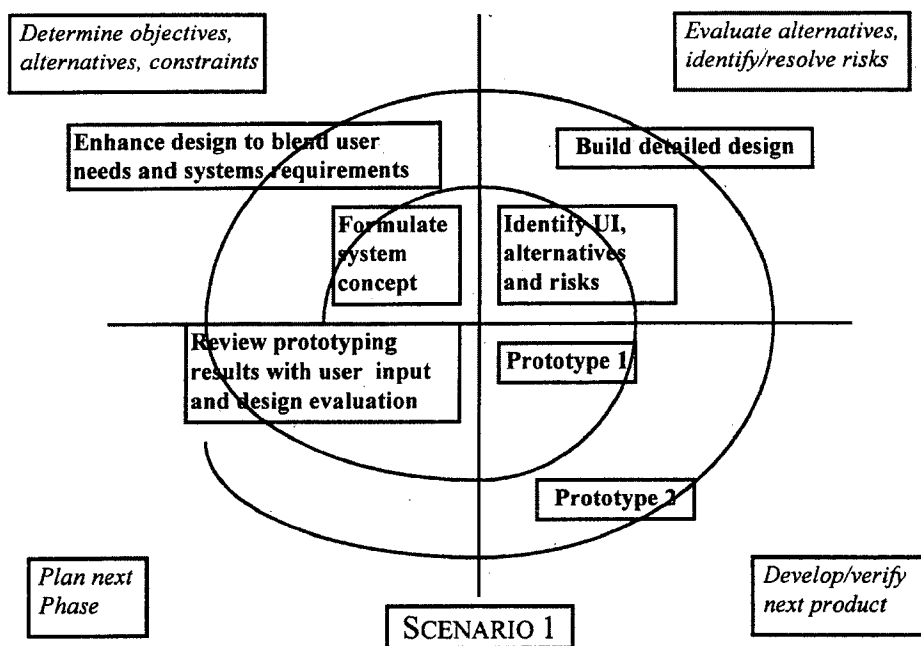 Determine objectives,
alternatives, constraints
Evaluate alternatives,
identify/resolve risks
Enhance design to blend user
needs and systems requirements
Build detailed design
Formulate
system
concept
Identify UI,
alternatives
and risks
Review prototyping
results with user input
and design evaluation
Prototype 1
Prototype 2
Plan next
Phase
Develop/verify
next product
SCENARIO 1